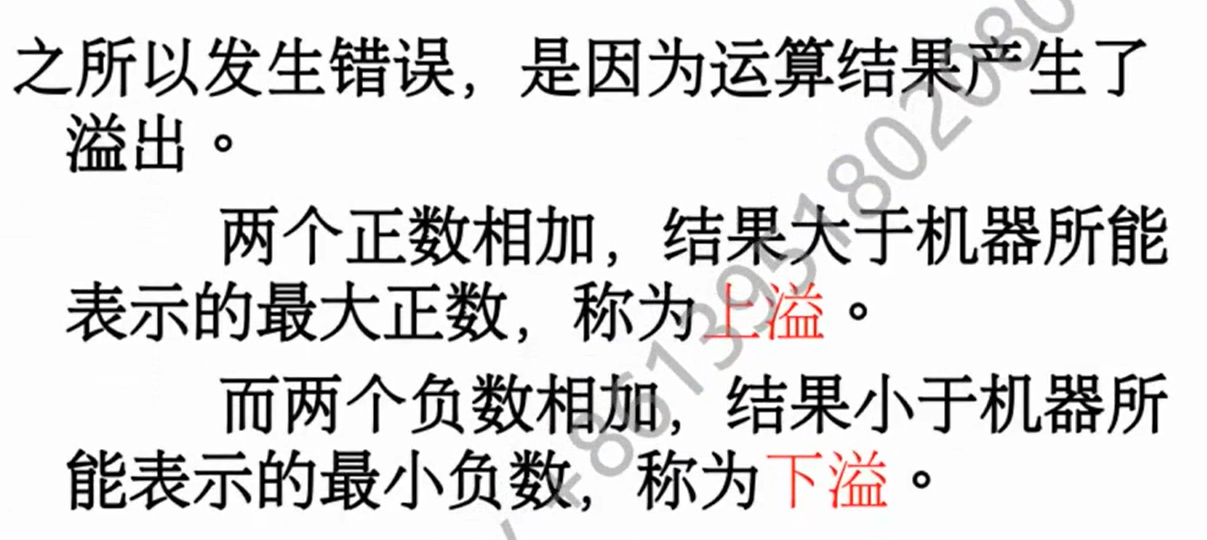 之所以发生错误，是因为运算结果产生了
溢出。
两个正数相加，结果大于机器所能
表示的最大正数，称为上溢。
而两个负数相加，结果小于机器所
能表示的最小负数，称为下溢。
+8613951802080